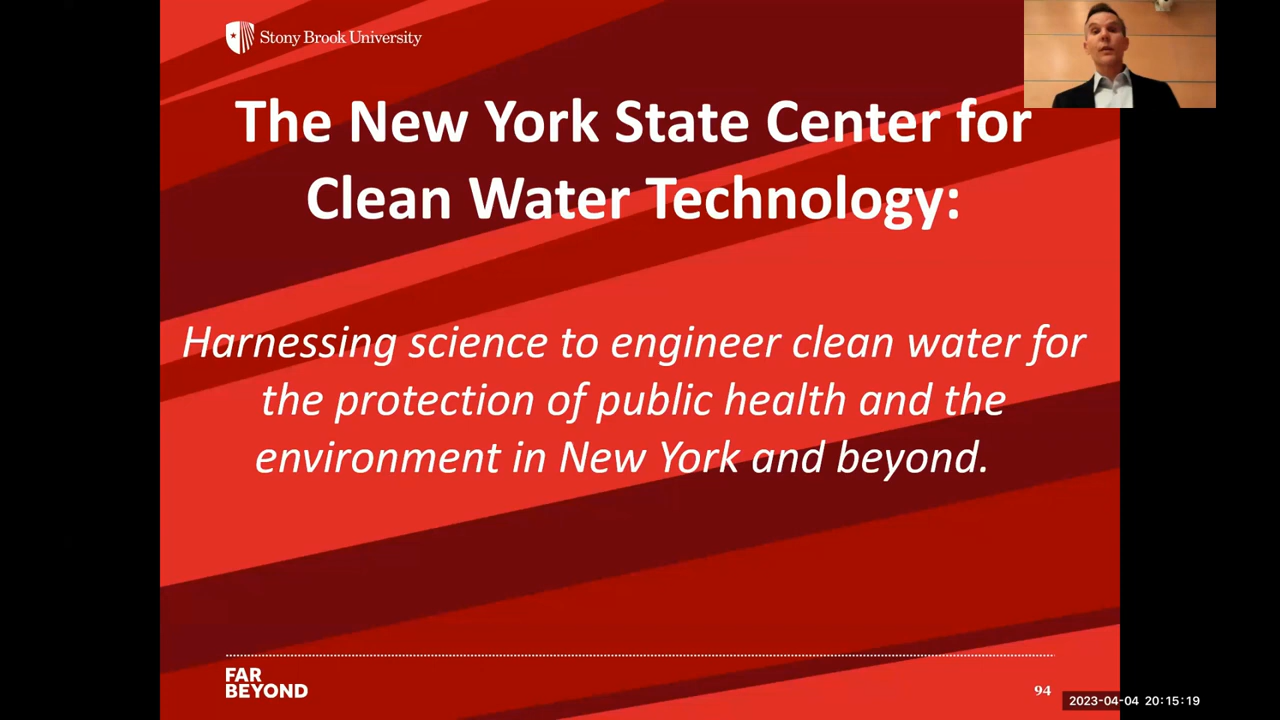 Stony Brook University
The New York State Center for
Clean Water Technology:
Harnessing science to engineer clean water for
the protection of public health and the
environment in New York and beyond.
FAR
BEYOND
94
2023-04-04 20:15:19